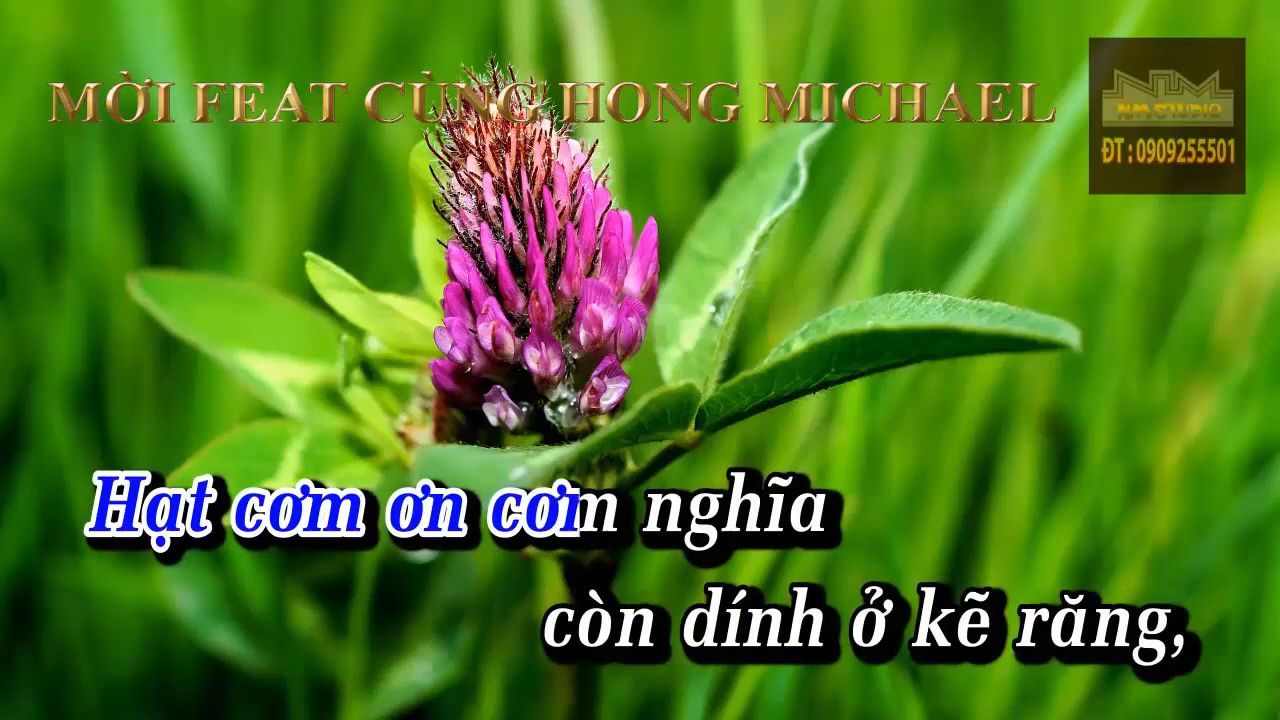 MỜI FEAT CÙNG HONG MICHAEL
NM STUDIO
ĐT : 0909255501
Hạt cơm ơn cơm nghĩa
còn dính ở kẽ răng,